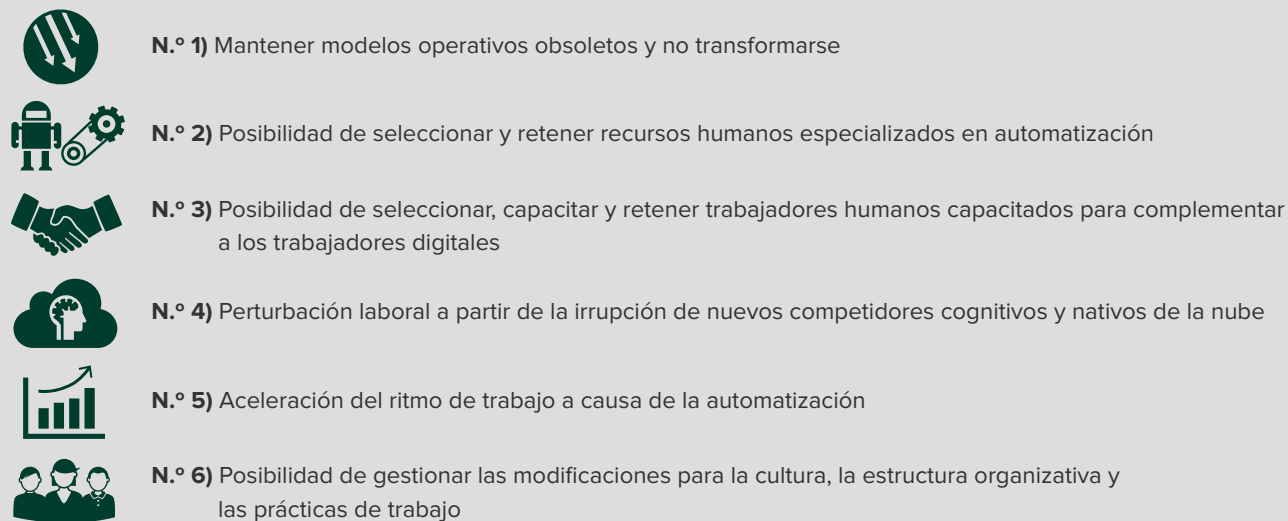 N.º 1) Mantener modelos operativos obsoletos y no transformarse
N.º 2) Posibilidad de seleccionar y retener recursos humanos especializados en automatización
N.º 3) Posibilidad de seleccionar, capacitar y retener trabajadores humanos capacitados para complementar
a los trabajadores digitales
N.º 4) Perturbación laboral a partir de la irrupción de nuevos competidores cognitivos y nativos de la nube
N.º 5) Aceleración del ritmo de trabajo a causa de la automatización
N.º 6) Posibilidad de gestionar las modificaciones para la cultura, la estructura organizativa y
las prácticas de trabajo